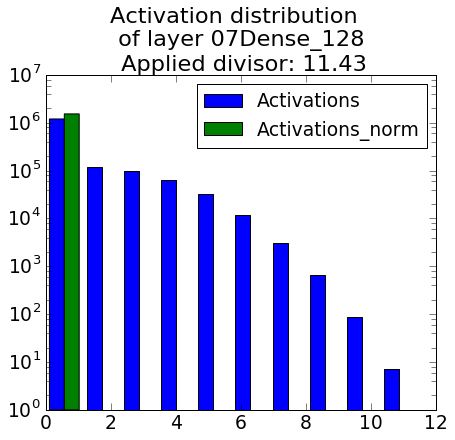 Activation distribution
of layer 07Dense_128
Applied divisor: 11.43
Activations
Activations_norm
10^7
10^6
10^5
10^4
10^3
10^2
10^1
10^0
0 2 4 6 8 10 12